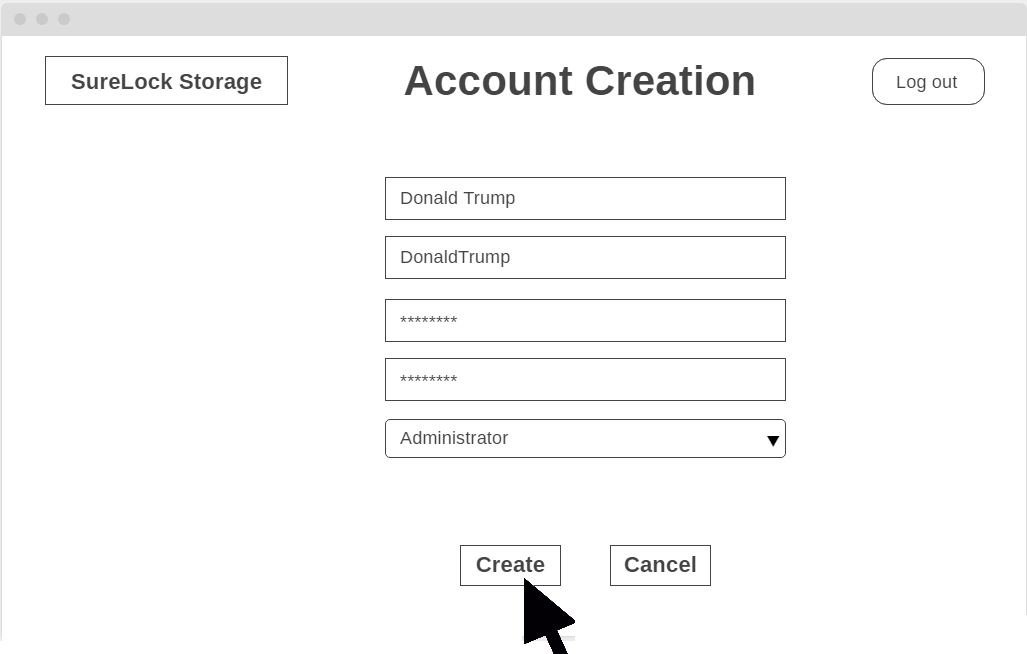 SureLock Storage
Account Creation
Log out
Donald Trump
DonaldTrump
********
********
Administrator
Create
Cancel